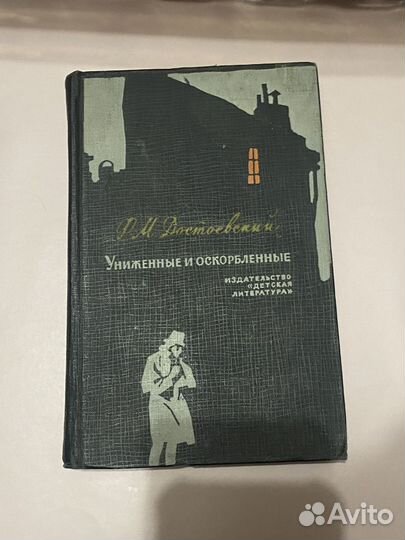 Ф. М. Достоевский
УНИЖЕННЫЕ И ОСКОРБЛЕННЫЕ
ИЗДАТЕЛЬСТВО
«ДЕТСКАЯ
ЛИТЕРАТУРА»
Avito